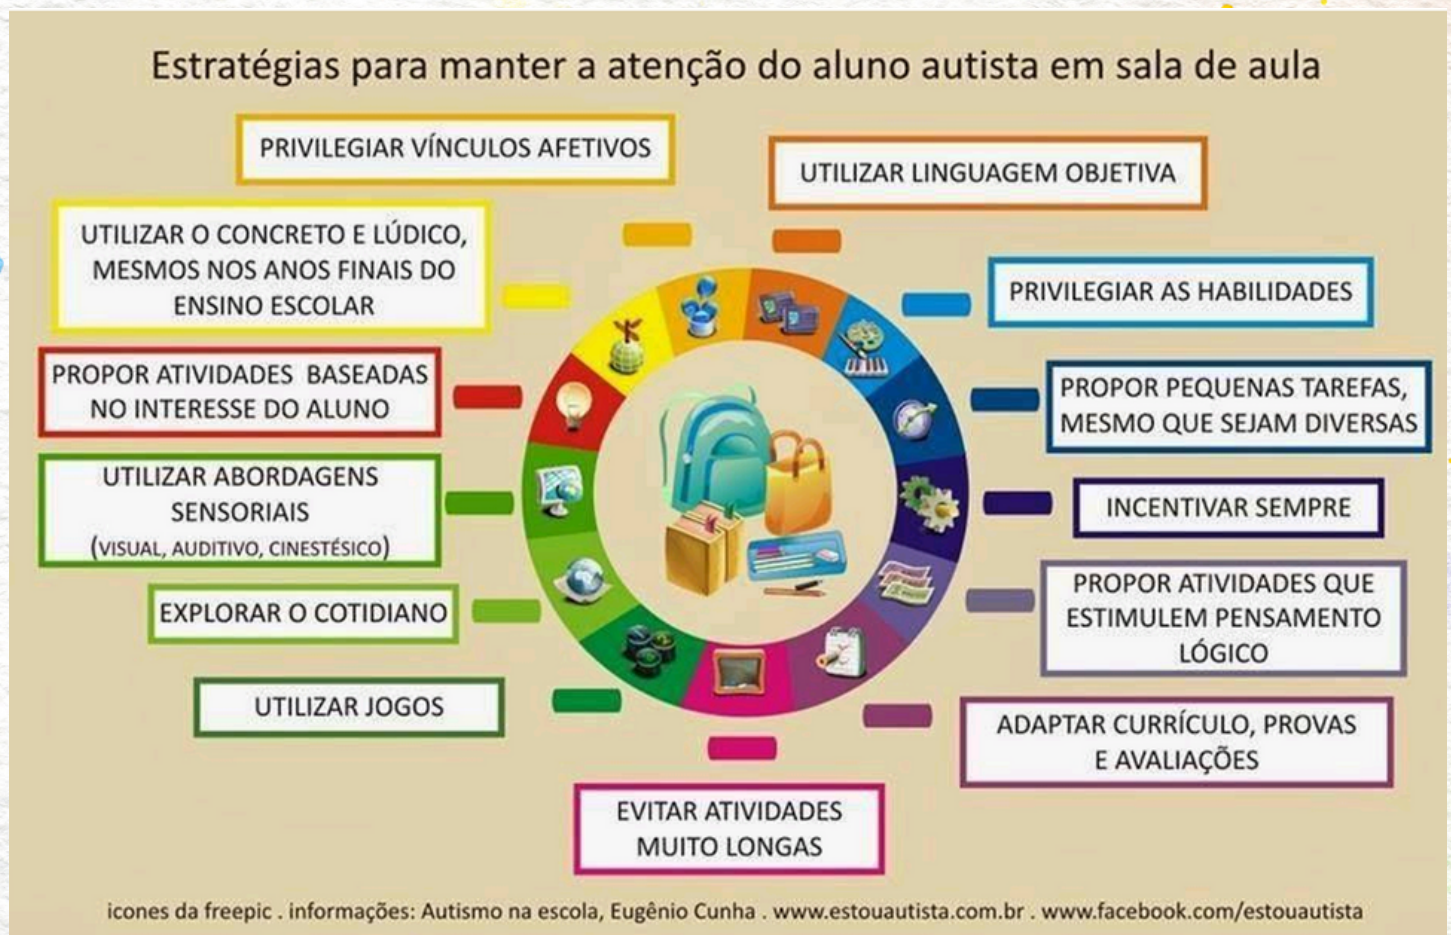 Estratégias para manter a atenção do aluno autista em sala de aula
PRIVILEGIAR VÍNCULOS AFETIVOS
UTILIZAR LINGUAGEM OBJETIVA
UTILIZAR O CONCRETO E LÚDICO,
MESMOS NOS ANOS FINAIS DO
ENSINO ESCOLAR
PRIVILEGIAR AS HABILIDADES
PROPOR ATIVIDADES BASEADAS
NO INTERESSE DO ALUNO
PROPOR PEQUENAS TAREFAS,
MESMO QUE SEJAM DIVERSAS
UTILIZAR ABORDAGENS
SENSORIAIS
(VISUAL, AUDITIVO, CINESTÉSICO)
INCENTIVAR SEMPRE
EXPLORAR O COTIDIANO
PROPOR ATIVIDADES QUE
ESTIMULEM PENSAMENTO
LÓGICO
UTILIZAR JOGOS
ADAPTAR CURRÍCULO, PROVAS
E AVALIAÇÕES
EVITAR ATIVIDADES
MUITO LONGAS
icones da freepic . informações: Autismo na escola, Eugênio Cunha . www.estouautista.com.br . www.facebook.com/estouautista